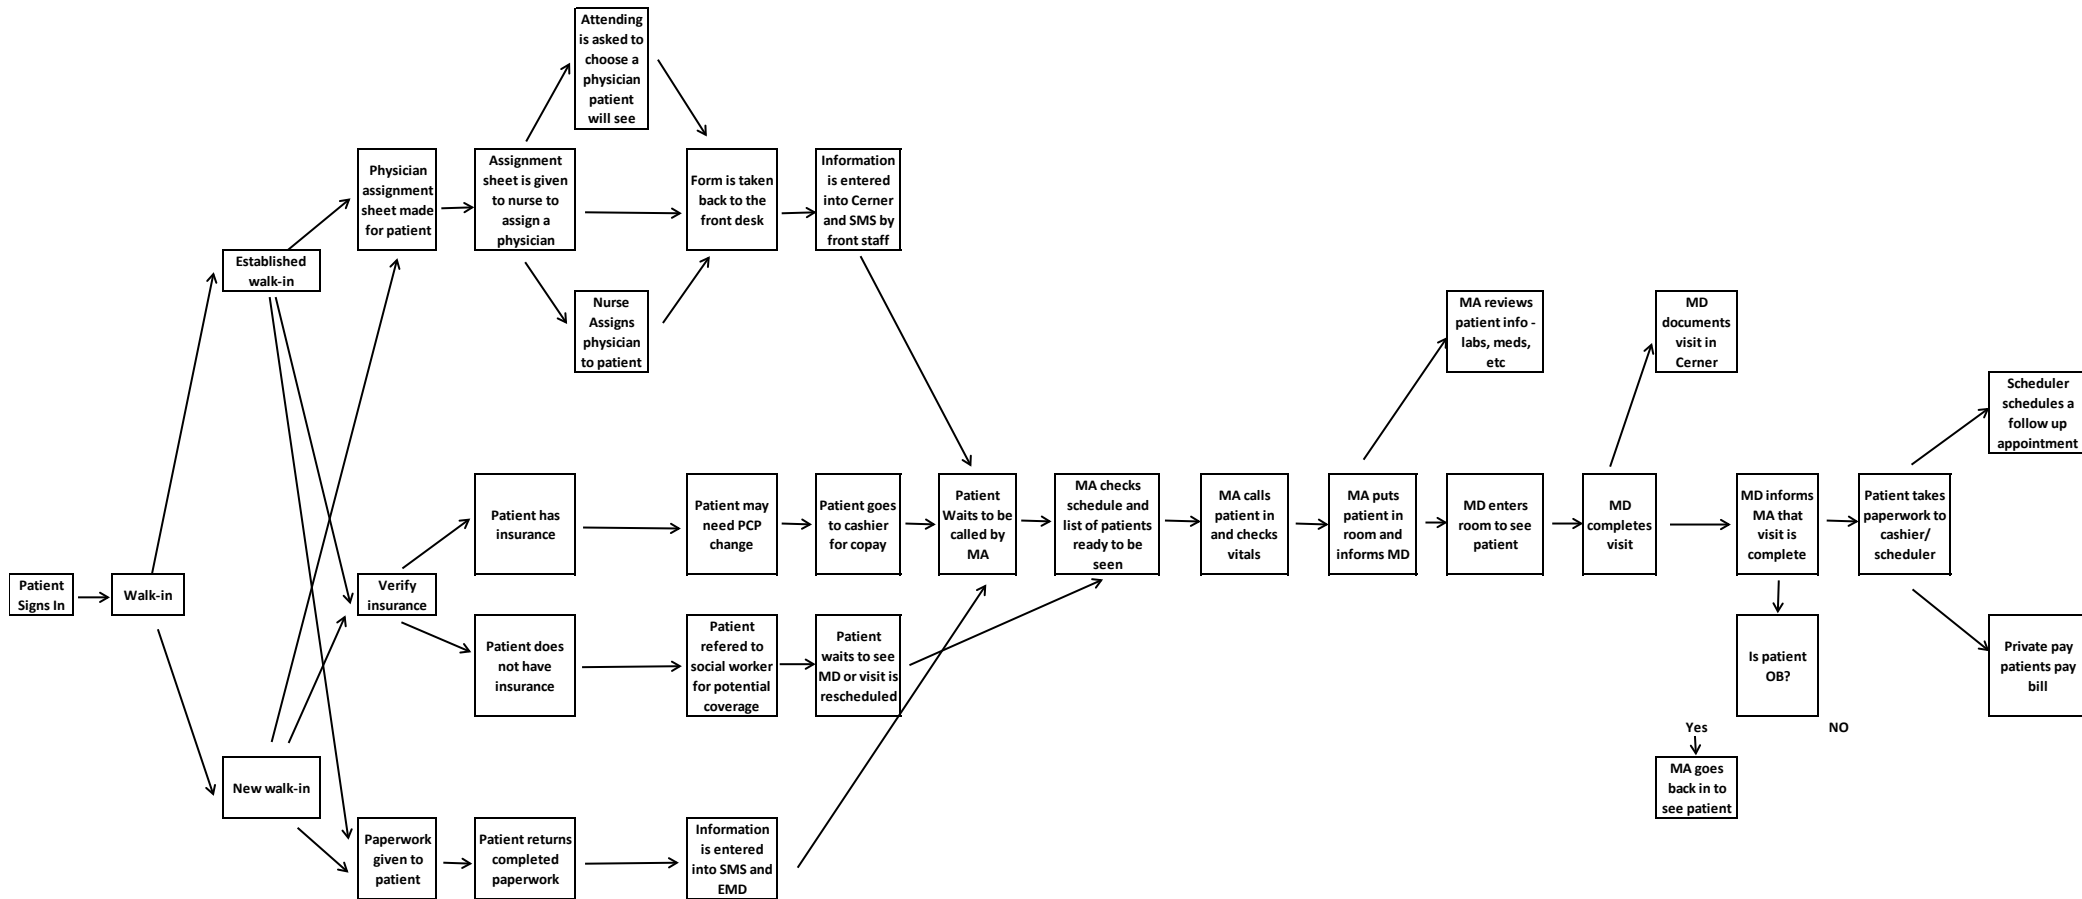 Attending
is asked to
choose a
physician
patient
will see
Physician
assignment
sheet made
for patient
Assignment
sheet is given
to nurse to
assign a
physician
Form is taken
back to the
front desk
Information
is entered
into Cerner
and SMS by
front staff
Established
walk-in
Nurse
Assigns
physician
to patient
MA reviews
patient info -
labs, meds,
etc
MD
documents
visit in
Cerner
Scheduler
schedules a
follow up
appointment
Patient has
insurance
Patient may
need PCP
change
Patient goes
to cashier
for copay
Patient
Waits to be
called by
MA
MA checks
schedule and
list of patients
ready to be
seen
MA calls
patient in
and checks
vitals
MA puts
patient in
room and
informs MD
MD enters
room to see
patient
MD
completes
visit
MD informs
MA that
visit is
complete
Patient takes
paperwork to
cashier/
scheduler
Patient
Signs In
Walk-in
Verify
insurance
Patient does
not have
insurance
Patient
refered to
social worker
for potential
coverage
Patient
waits to see
MD or visit is
rescheduled
Is patient
OB?
Private pay
patients pay
bill
Yes
NO
New walk-in
MA goes
back in to
see patient
Paperwork
given to
patient
Patient returns
completed
paperwork
Information
is entered
into SMS and
EMD